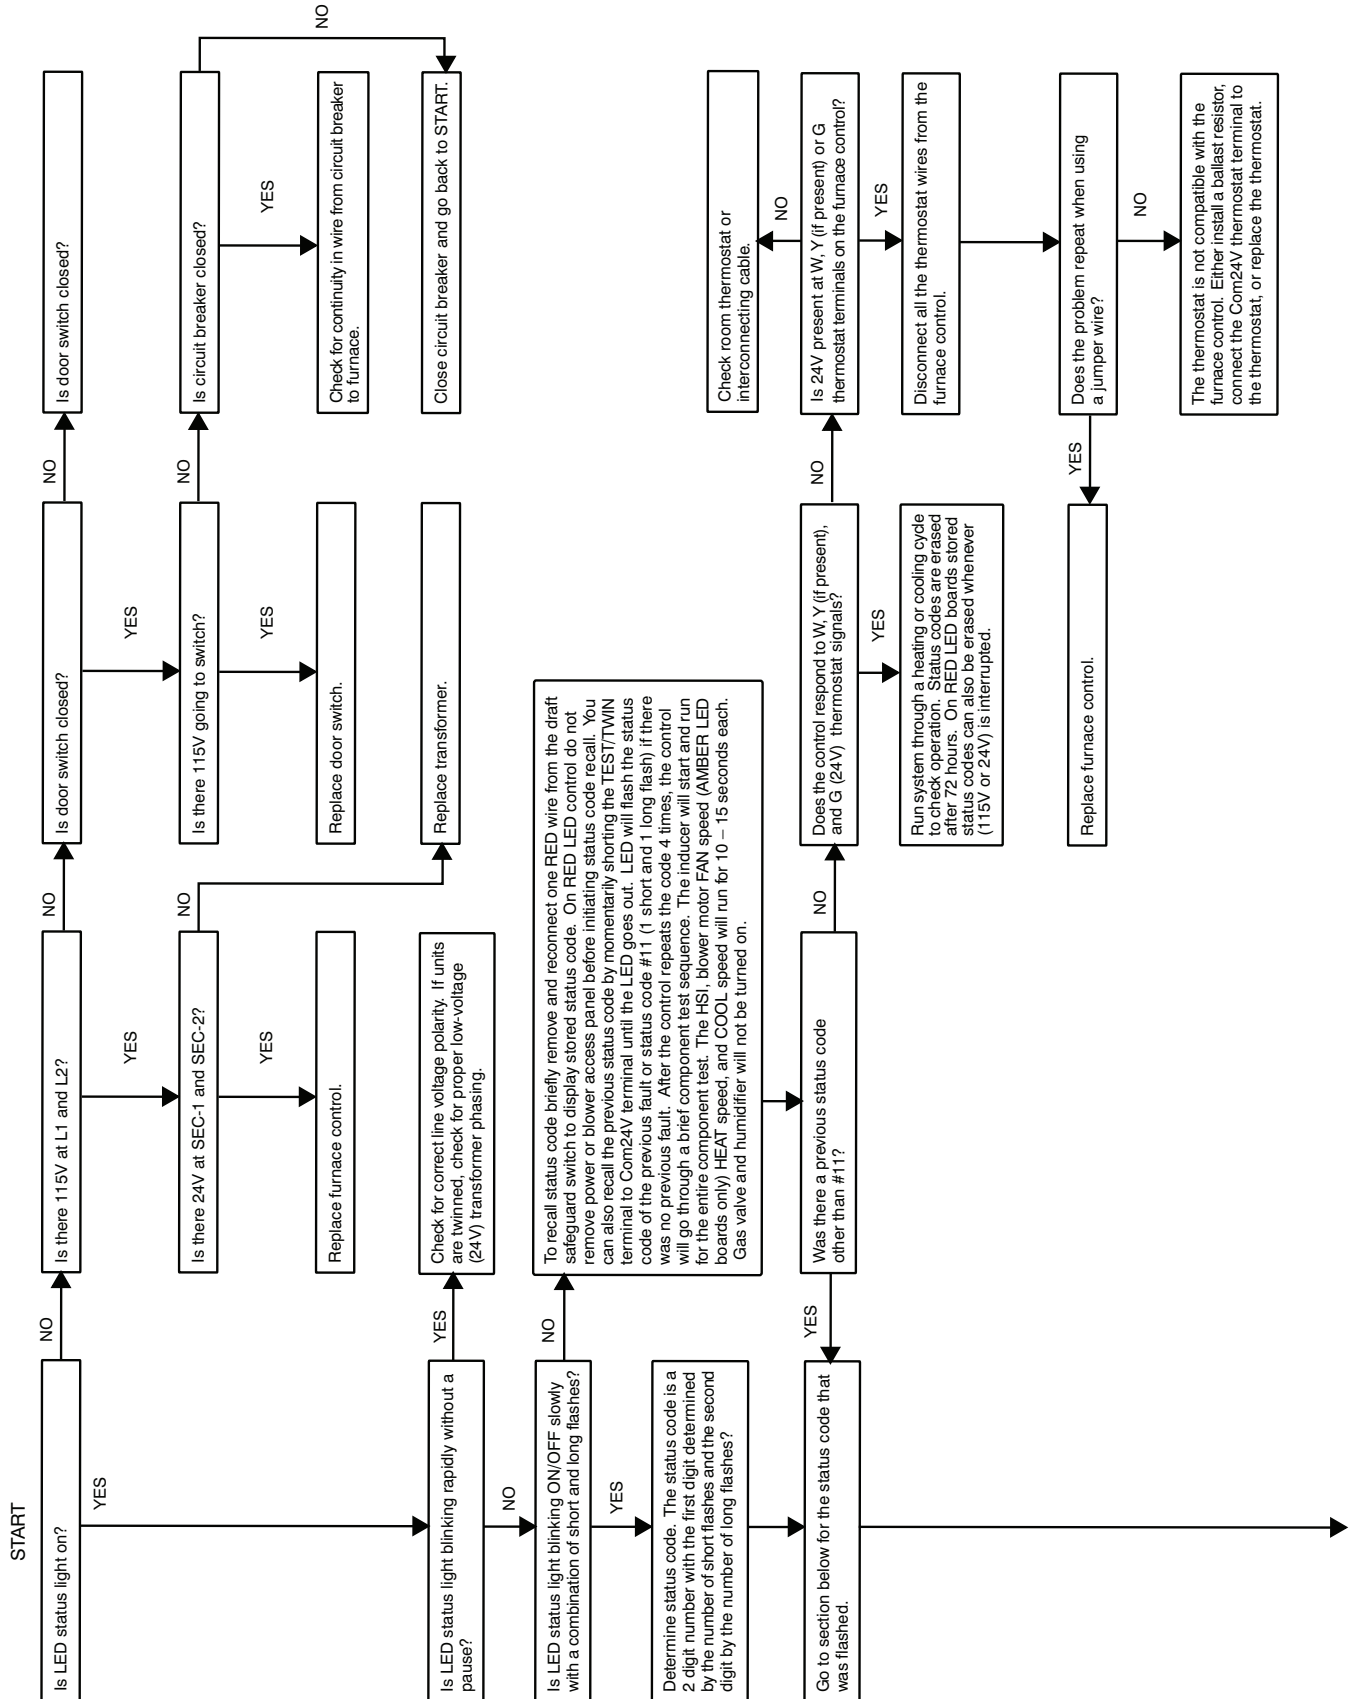 START
Is LED status light on?
NO
YES
Is there 115V at L1 and L2?
NO
YES
Is door switch closed?
NO
YES
Is door switch closed?
Is there 24V at SEC-1 and SEC-2?
NO
YES
Is there 115V going to switch?
NO
YES
Is circuit breaker closed?
NO
YES
Replace furnace control.
Replace door switch.
Check for continuity in wire from circuit breaker
to furnace.
Is LED status light blinking rapidly without a
pause?
YES
NO
Check for correct line voltage polarity. If units
are twinned, check for proper low-voltage
(24V) transformer phasing.
Replace transformer.
Close circuit breaker and go back to START.
Is LED status light blinking ON/OFF slowly
with a combination of short and long flashes?
NO
YES
To recall status code briefly remove and reconnect one RED wire from the draft
safeguard switch to display stored status code. On RED LED control do not
remove power or blower access panel before initiating status code recall. You
can also recall the previous status code by momentarily shorting the TEST/TWIN
terminal to Com24V terminal until the LED goes out. LED will flash the status
code of the previous fault or status code #11 (1 short and 1 long flash) if there
was no previous fault. After the control repeats the code 4 times, the control
will go through a brief component test sequence. The inducer will start and run
for the entire component test. The HSI, blower motor FAN speed (AMBER LED
boards only) HEAT speed, and COOL speed will run for 10 – 15 seconds each.
Gas valve and humidifier will not be turned on.
Determine status code. The status code is a
2 digit number with the first digit determined
by the number of short flashes and the second
digit by the number of long flashes?
Go to section below for the status code that
was flashed.
YES
Was there a previous status code
other than #11?
NO
Does the control respond to W, Y (if present),
and G (24V) thermostat signals?
NO
YES
Is 24V present at W, Y (if present) or G
thermostat terminals on the furnace control?
NO
YES
Check room thermostat or
interconnecting cable.
Run system through a heating or cooling cycle
to check operation. Status codes are erased
after 72 hours. On RED LED boards stored
status codes can also be erased whenever
(115V or 24V) is interrupted.
Disconnect all the thermostat wires from the
furnace control.
Replace furnace control.
YES
Does the problem repeat when using
a jumper wire?
NO
The thermostat is not compatible with the
furnace control. Either install a ballast resistor,
connect the Com24V thermostat terminal to
the thermostat, or replace the thermostat.